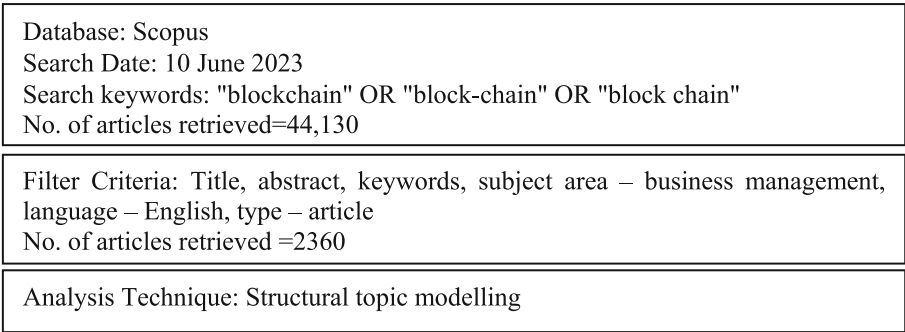 Database: Scopus
Search Date: 10 June 2023
Search keywords: "blockchain" OR "block-chain" OR "block chain"
No. of articles retrieved=44,130
Filter Criteria: Title, abstract, keywords, subject area – business management,
language – English, type – article
No. of articles retrieved =2360
Analysis Technique: Structural topic modelling